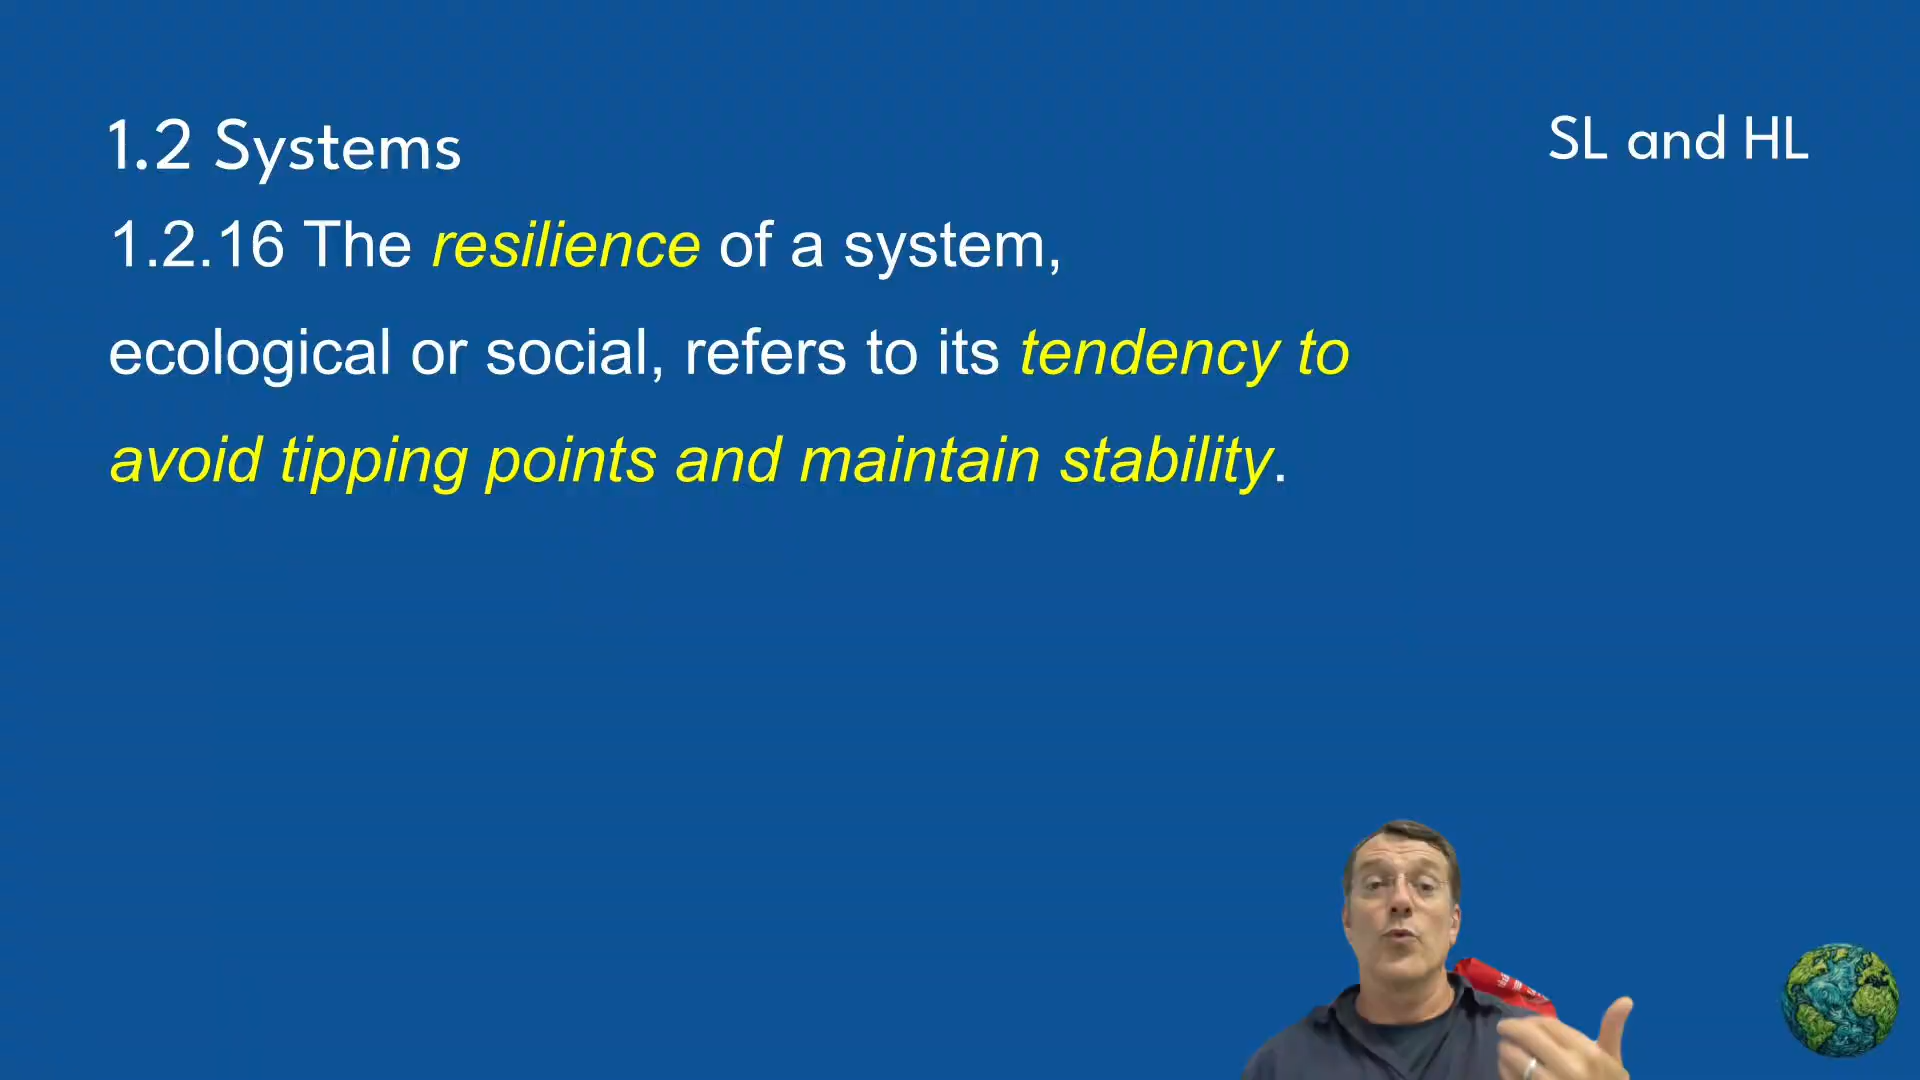 1.2 Systems
SL and HL
1.2.16 The resilience of a system,
ecological or social, refers to its tendency to
avoid tipping points and maintain stability.